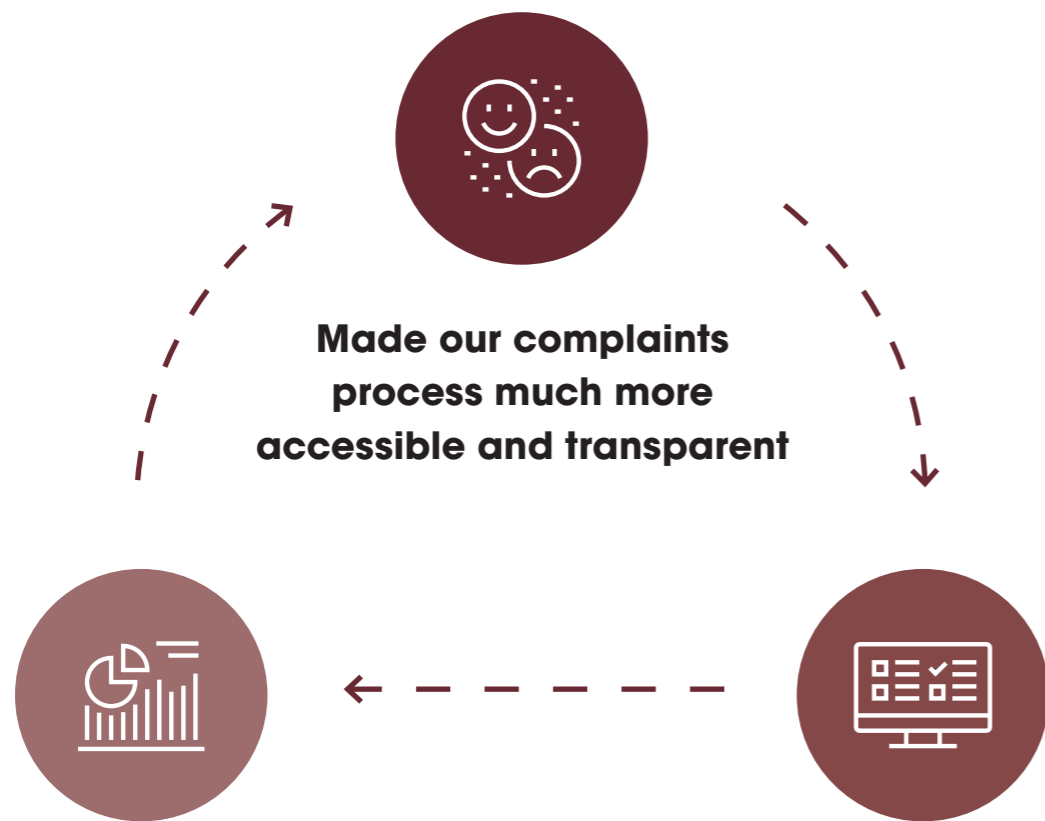 Made our complaints
process much more
accessible and transparent